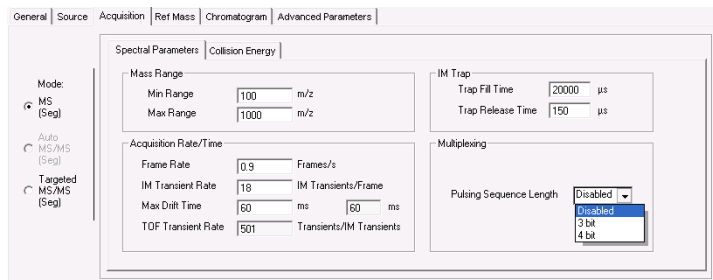 General Source Acquisition Ref Mass Chromatogram Advanced Parameters
Spectral Parameters Collision Energy
Mode:
MS
(Seg)
Auto
MS/MS
(Seg)
Targeted
MS/MS
(Seg)
Mass Range
Min Range 100 m/z
Max Range 1000 m/z
IM Trap
Trap Fill Time 20000 µs
Trap Release Time 150 µs
Acquisition Rate/Time
Frame Rate 0.9 Frames/s
IM Transient Rate 18 IM Transients/Frame
Max Drift Time 60 ms 60 ms
TOF Transient Rate 501 Transients/IM Transients
Multiplexing
Pulsing Sequence Length Disabled
Disabled
3 bit
4 bit